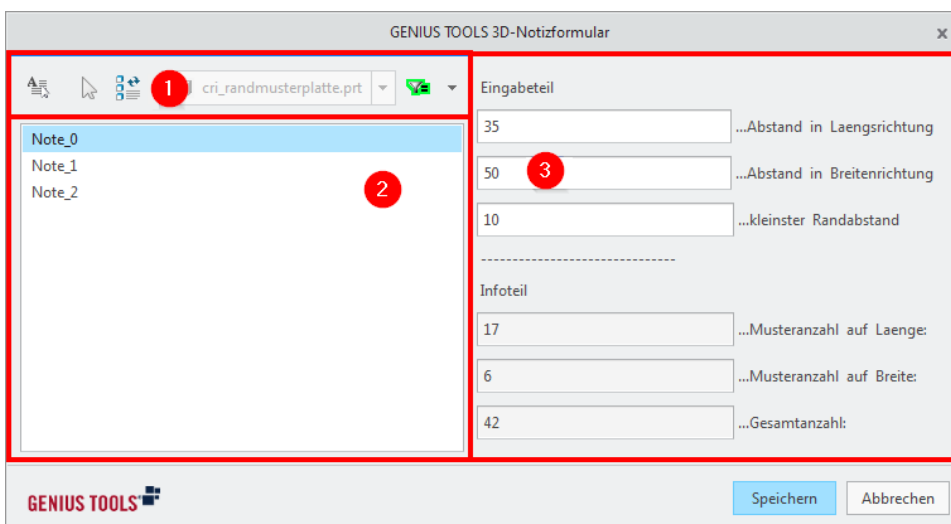 GENIUS TOOLS 3D-Notizformular
1
cri_randmusterplatte.prt
Note_0
Note_1
Note_2
2
Eingabeteil
35 ...Abstand in Laengsrichtung
50 ...Abstand in Breitenrichtung
3
10 ...kleinster Randabstand
-------------------------------
Infoteil
17 ...Musteranzahl auf Laenge:
6 ...Musteranzahl auf Breite:
42 ...Gesamtanzahl:
GENIUS TOOLS
Speichern Abbrechen